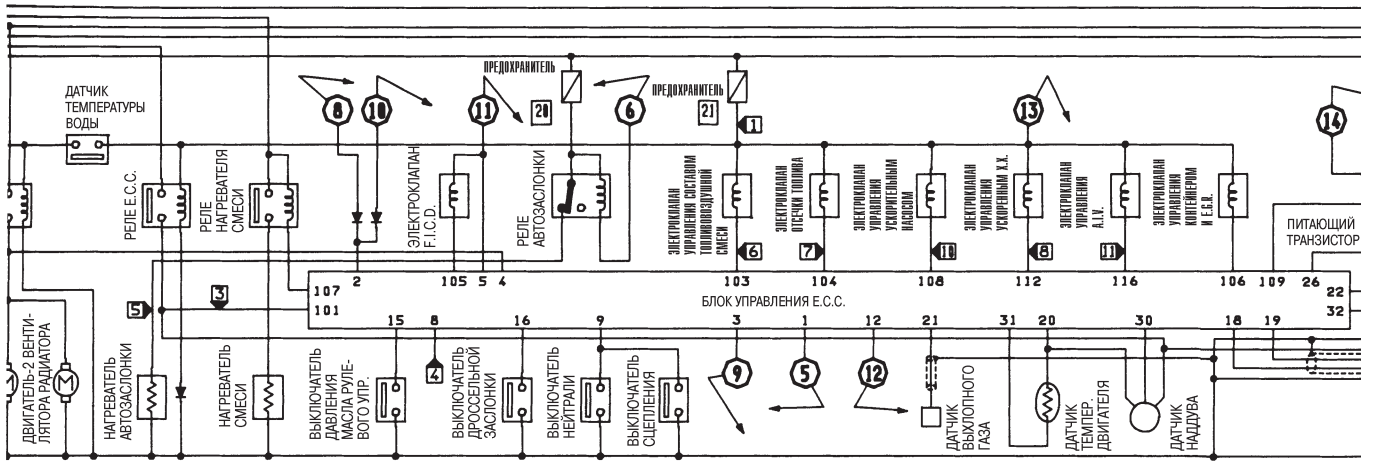 ДАТЧИК
ТЕМПЕРАТУРЫ
ВОДЫ
8
10
11
ПРЕДОХРАНИТЕЛЬ
20
6
ПРЕДОХРАНИТЕЛЬ
21
1
13
14
РЕЛЕ E.C.C.
РЕЛЕ
НАГРЕВАТЕЛЯ
СМЕСИ
ЭЛЕКТРОКЛАПАН
F.I.C.D.
РЕЛЕ
АВТОЗАСЛОНКИ
ЭЛЕКТРОКЛАПАН
УПРАВЛЕНИЯ СОСТАВОМ
ТОПЛИВОВОЗДУШНОЙ
СМЕСИ
ЭЛЕКТРОКЛАПАН
ОТСЕЧКИ ТОПЛИВА
ЭЛЕКТРОКЛАПАН
УПРАВЛЕНИЯ
УСКОРИТЕЛЬНЫМ
НАСОСОМ
ЭЛЕКТРОКЛАПАН
УПРАВЛЕНИЯ
УСКОРЕННЫМ Х.Х.
ЭЛЕКТРОКЛАПАН
УПРАВЛЕНИЯ
A.I.V.
ЭЛЕКТРОКЛАПАН
УПРАВЛЕНИЯ
КОНТЕЙНЕРОМ
И E.G.R.
ПИТАЮЩИЙ
ТРАНЗИСТОР
6
7
10
8
11
2
105
5
4
103
104
108
112
116
106
109
26
5
3
107
101
БЛОК УПРАВЛЕНИЯ E.C.C.
22
32
15
8
16
9
3
1
12
21
31
20
30
18
19
4
9
5
12
M
ДВИГАТЕЛЬ-2 ВЕНТИ-
ЛЯТОРА РАДИАТОРА
M
НАГРЕВАТЕЛЬ
АВТОЗАСЛОНКИ
НАГРЕВАТЕЛЬ
СМЕСИ
ВЫКЛЮЧАТЕЛЬ
ДАВЛЕНИЯ
МАСЛА РУЛЕ-
ВОГО УПР.
ВЫКЛЮЧАТЕЛЬ
ДРОССЕЛЬНОЙ
ЗАСЛОНКИ
ВЫКЛЮЧАТЕЛЬ
НЕЙТРАЛИ
ВЫКЛЮЧАТЕЛЬ
СЦЕПЛЕНИЯ
ДАТЧИК
ВЫХЛОПНОГО
ГАЗА
ДАТЧИК
ТЕМПЕР.
ДВИГАТЕЛЯ
ДАТЧИК
НАДДУВА